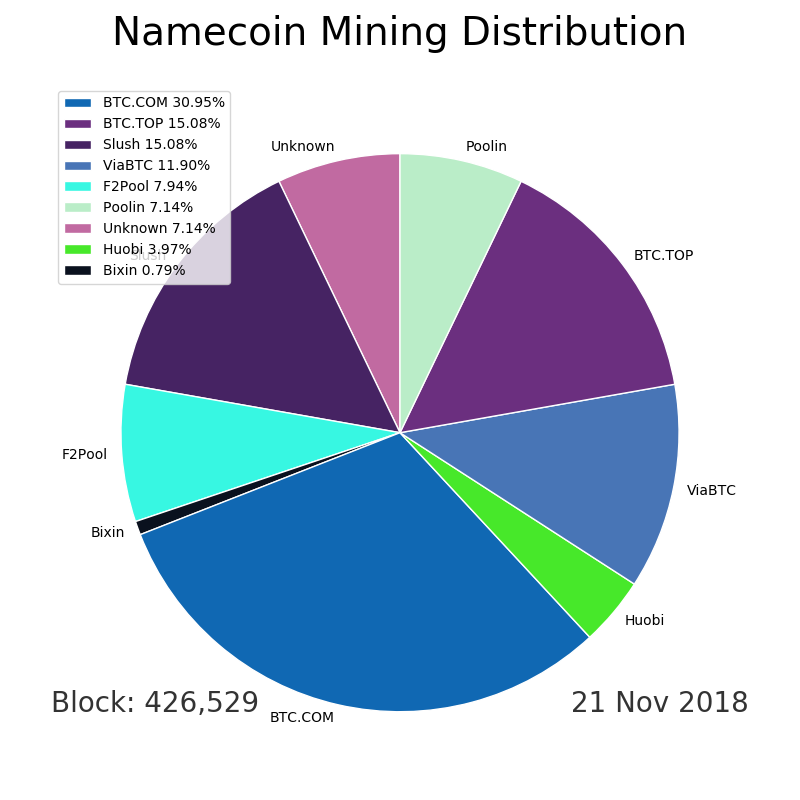 Namecoin Mining Distribution
BTC.COM 30.95%
BTC.TOP 15.08%
Slush 15.08%
ViaBTC 11.90%
F2Pool 7.94%
Poolin 7.14%
Unknown 7.14%
Huobi 3.97%
Bixin 0.79%
Unknown
Poolin
Slush
BTC.TOP
F2Pool
ViaBTC
Bixin
Huobi
Block: 426,529
21 Nov 2018
BTC.COM